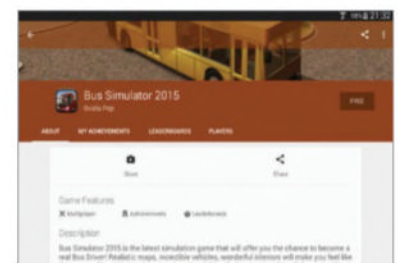 21:32
Bus Simulator 2015
ABOUT MY ACHIEVEMENTS LEADERBOARDS PLAYERS
Share
Game Features
Multiplayer Achievements Leaderboards
Description
Bus Simulator 2015 is the latest simulation game that will offer you the chance to become a
real Bus Driver! Realistic maps, incredible vehicles, wonderful interiors will make you feel like